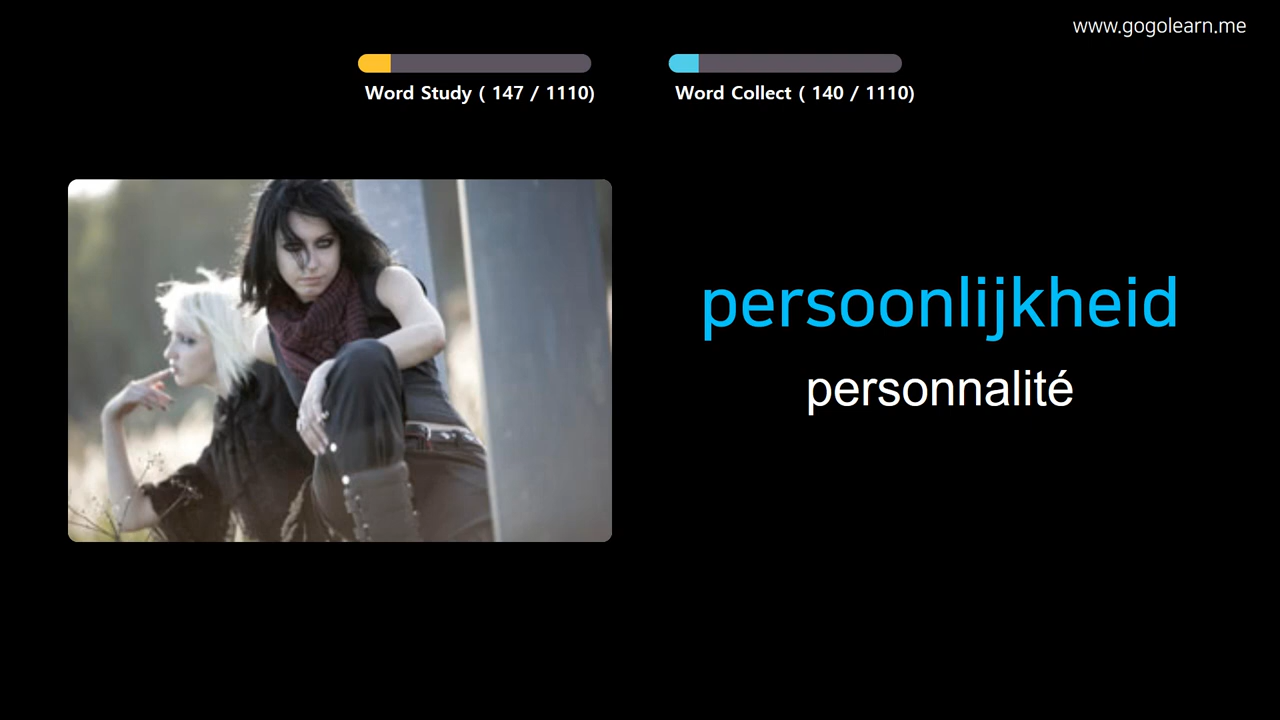 www.gogolearn.me
Word Study ( 147 / 1110)
Word Collect ( 140 / 1110)
persoonlijkheid
personnalité